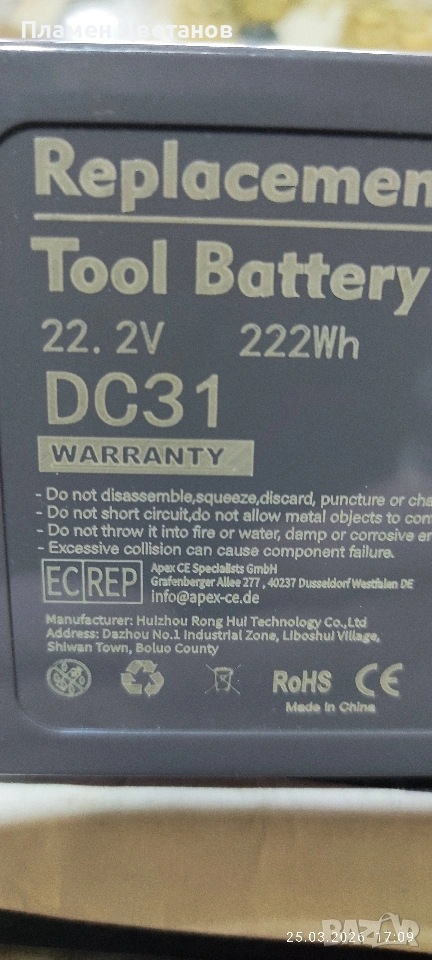 Пламен Цветанов
Replacemen
Tool Battery
22.2V 222Wh
DC31
WARRANTY
- Do not disassemble,squeeze,discard, puncture or cha
- Do not short circuit,do not allow metal objects to con
- Do not throw it into fire or water, damp or corrosive en
- Excessive collision can cause component failure.
EC REP
Apex CE Specialists GmbH
Grafenberger Allee 277 , 40237 Dusseldorf Westfalen DE
info@apex-ce.de
Manufacturer: Huizhou Rong Hui Technology Co.,Ltd
Address: Dazhou No.1 Industrial Zone, Liboshui Village,
Shiwan Town, Boluo County
RoHS CE
Made In China
BAZAR
25.03.2026 17:09